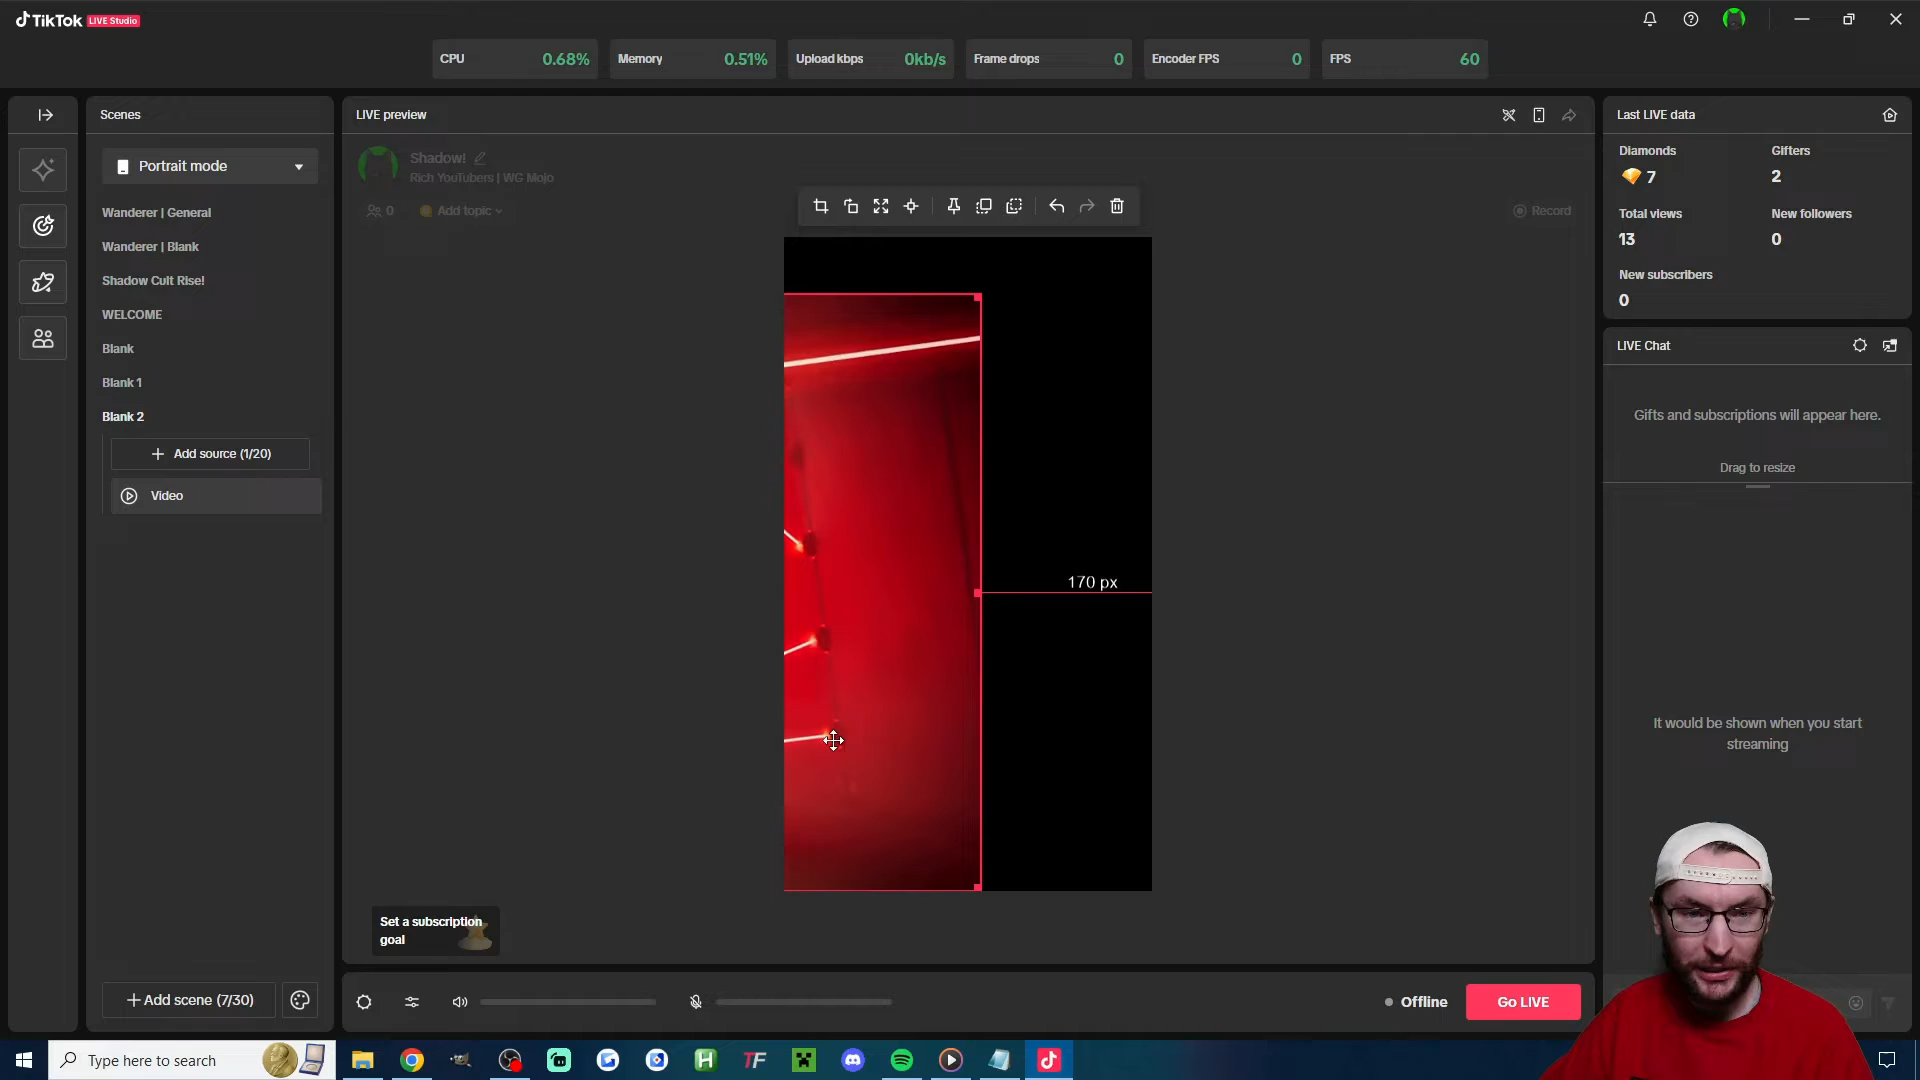 TikTok LIVE Studio
CPU 0.68%
Memory 0.51%
Upload kbps 0kb/s
Frame drops 0
Encoder FPS 0
FPS 60
Scenes
Portrait mode
Wanderer | General
Wanderer | Blank
Shadow Cult Rise!
WELCOME
Blank
Blank 1
Blank 2
Add source (1/20)
Video
Add scene (7/30)
LIVE preview
Shadow!
Rich YouTubers | WG Mojo
0
Add topic
Record
170 px
Set a subscription
goal
Offline
Go LIVE
Last LIVE data
Diamonds
7
Gifters
2
Total views
13
New followers
0
New subscribers
0
LIVE Chat
Gifts and subscriptions will appear here.
Drag to resize
It would be shown when you start
streaming
Type here to search
H
TF